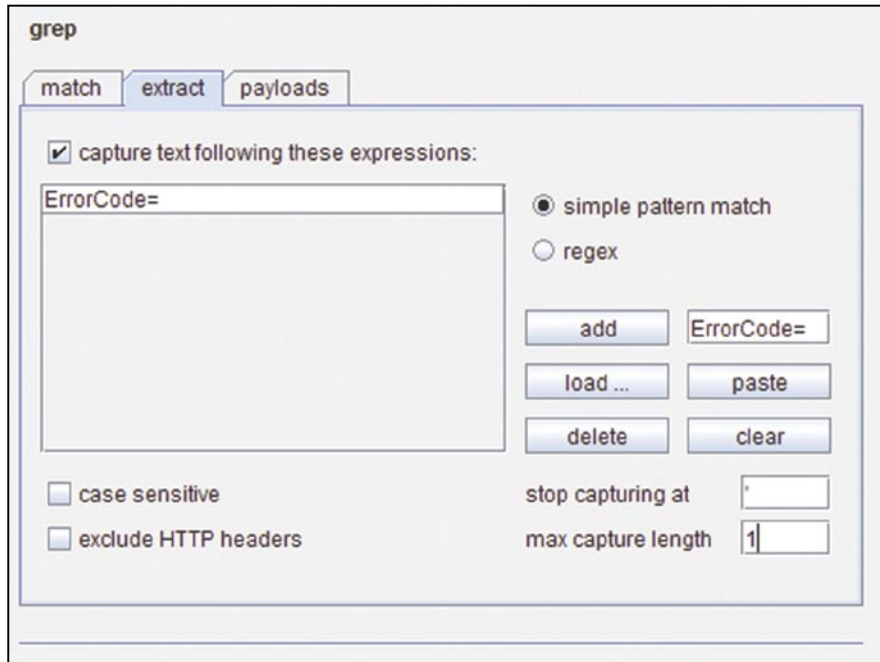 grep
match extract payloads
capture text following these expressions:
ErrorCode=
simple pattern match
regex
add ErrorCode=
load ... paste
delete clear
case sensitive stop capturing at '
exclude HTTP headers max capture length 1